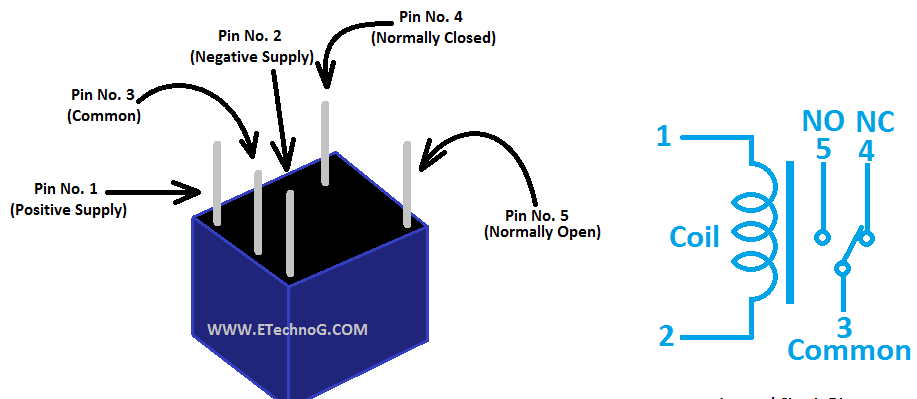 Pin No. 4
(Normally Closed)
Pin No. 2
(Negative Supply)
Pin No. 3
(Common)
Pin No. 1
(Positive Supply)
Pin No. 5
(Normally Open)
WWW.ETechnoG.COM
1
NO NC
5 4
Coil
2
3
Common